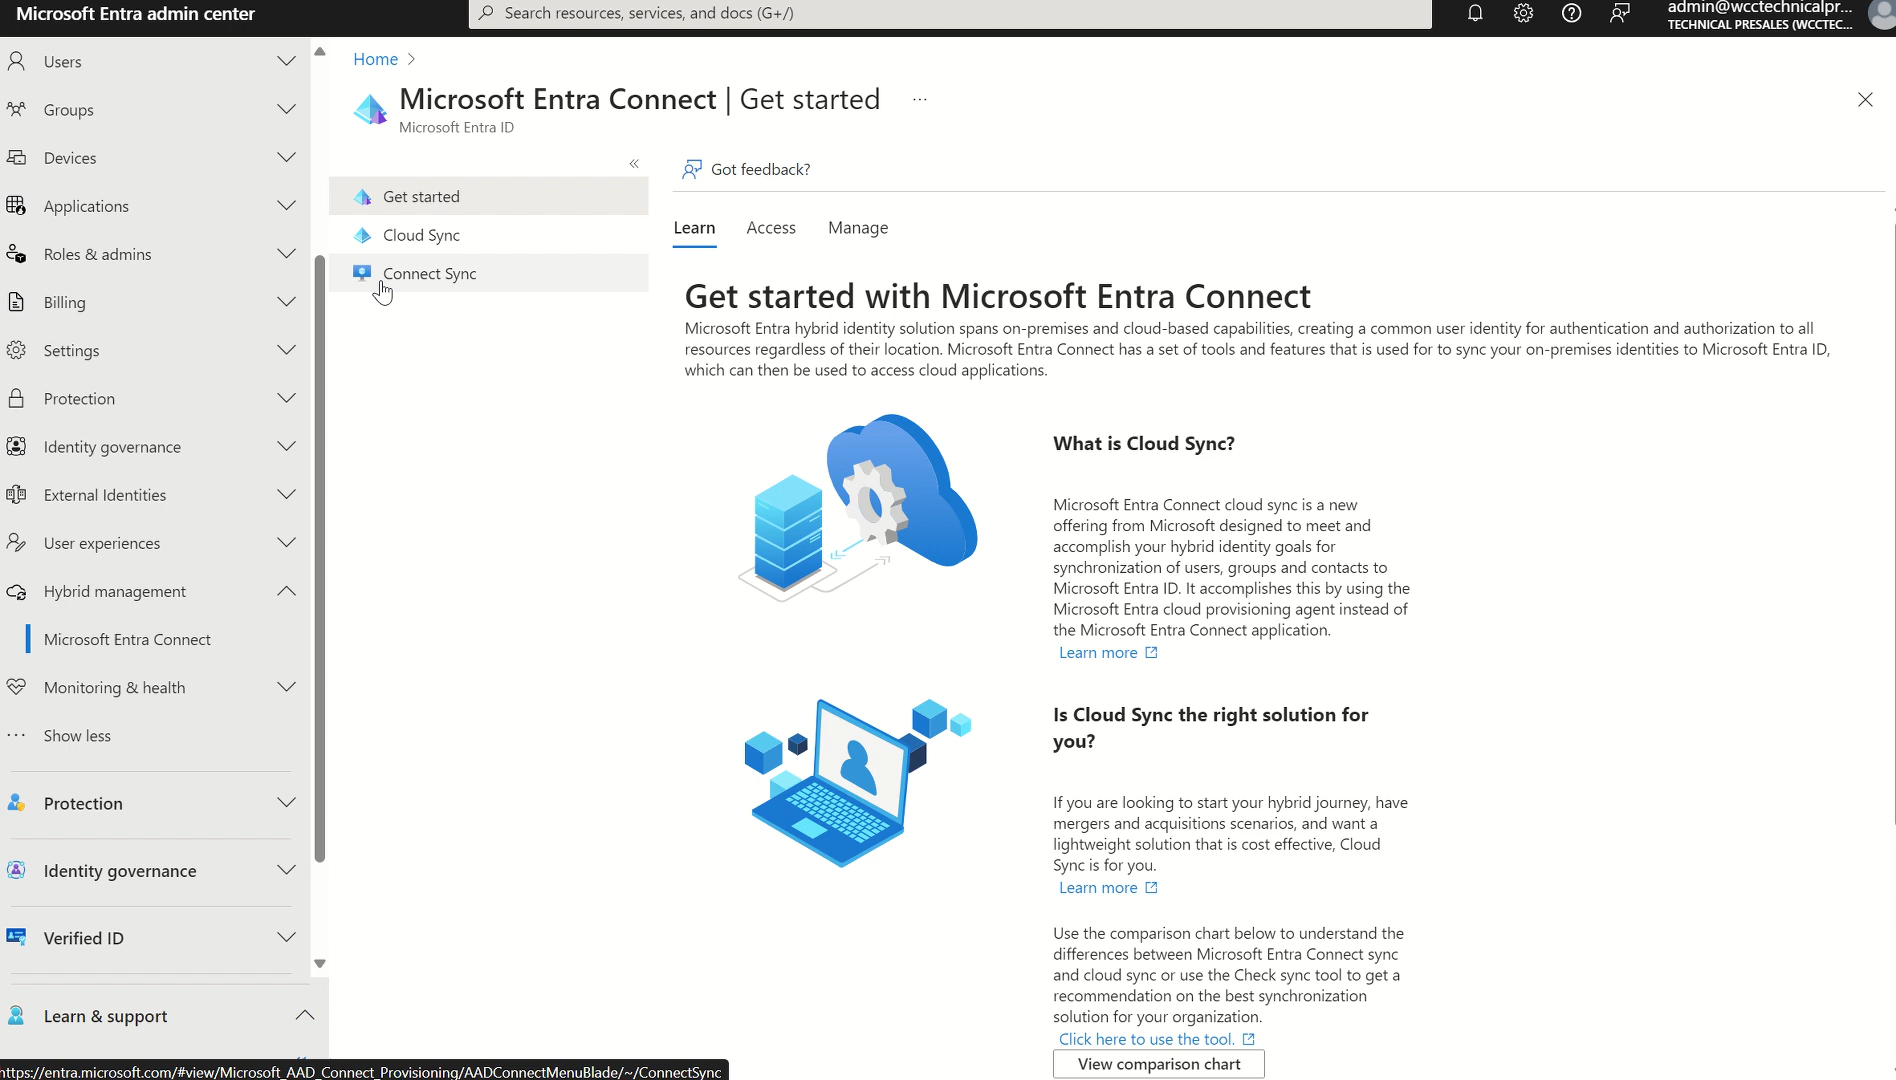 Microsoft Entra admin center
Search resources, services, and docs (G+/)
admin@wcctechnicalpr...
TECHNICAL PRESALES (WCCTEC...
Users
Groups
Devices
Applications
Roles & admins
Billing
Settings
Protection
Identity governance
External Identities
User experiences
Hybrid management
Microsoft Entra Connect
Monitoring & health
Show less
Protection
Identity governance
Verified ID
Learn & support
Home
Microsoft Entra Connect | Get started
Microsoft Entra ID
Get started
Cloud Sync
Connect Sync
Got feedback?
Learn Access Manage
Get started with Microsoft Entra Connect
Microsoft Entra hybrid identity solution spans on-premises and cloud-based capabilities, creating a common user identity for authentication and authorization to all
resources regardless of their location. Microsoft Entra Connect has a set of tools and features that is used for to sync your on-premises identities to Microsoft Entra ID,
which can then be used to access cloud applications.
What is Cloud Sync?
Microsoft Entra Connect cloud sync is a new
offering from Microsoft designed to meet and
accomplish your hybrid identity goals for
synchronization of users, groups and contacts to
Microsoft Entra ID. It accomplishes this by using the
Microsoft Entra cloud provisioning agent instead of
the Microsoft Entra Connect application.
Learn more
Is Cloud Sync the right solution for
you?
If you are looking to start your hybrid journey, have
mergers and acquisitions scenarios, and want a
lightweight solution that is cost effective, Cloud
Sync is for you.
Learn more
Use the comparison chart below to understand the
differences between Microsoft Entra Connect sync
and cloud sync or use the Check sync tool to get a
recommendation on the best synchronization
solution for your organization.
Click here to use the tool.
View comparison chart
https://entra.microsoft.com/#view/Microsoft_AAD_Connect_Provisioning/AADConnectMenuBlade/~/ConnectSync